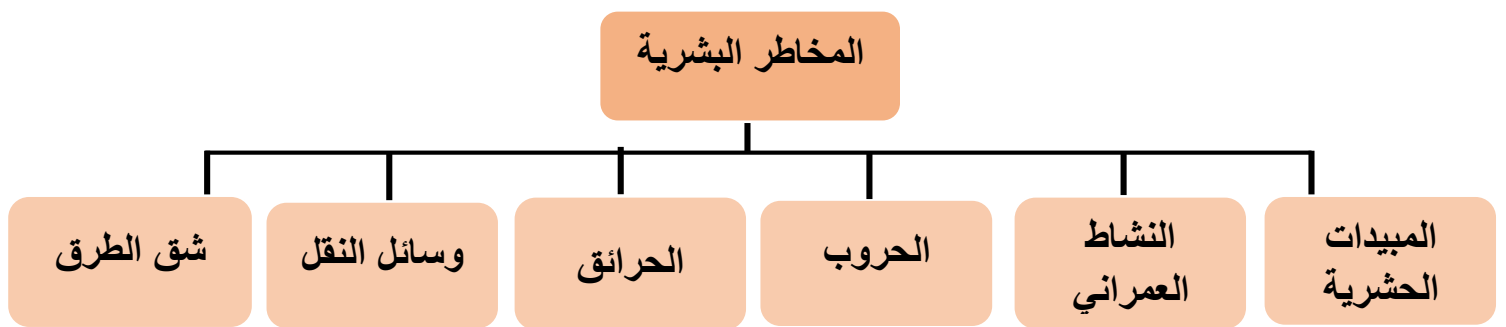 المخاطر البشرية
المبيدات
الحشرية
النشاط
العمراني
الحروب
الحرائق
وسائل النقل
شق الطرق